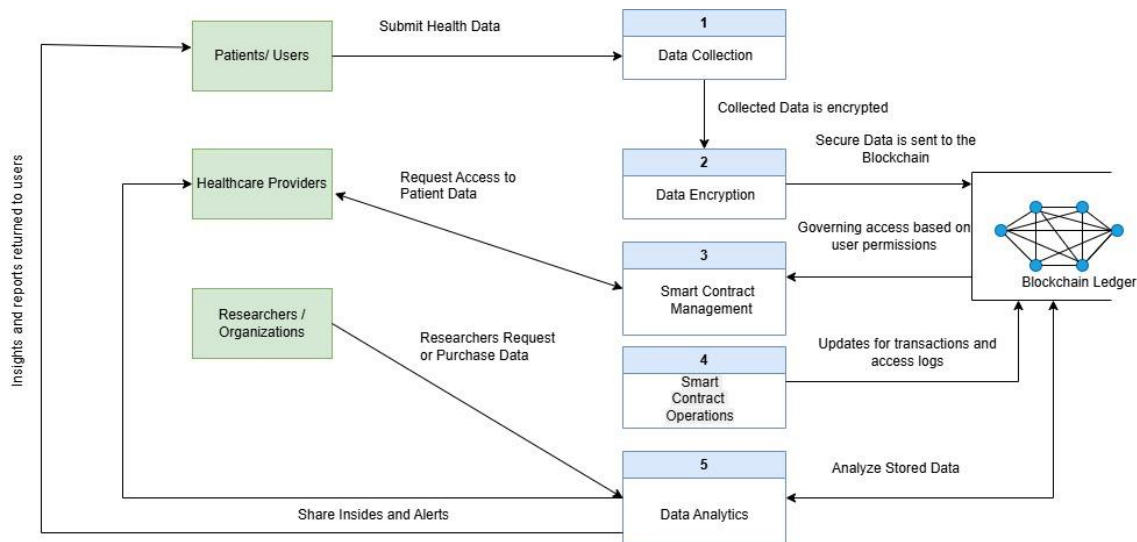 Submit Health Data
Patients/ Users
1
Data Collection
Collected Data is encrypted
Secure Data is sent to the
Blockchain
2
Data Encryption
Healthcare Providers
Request Access to
Patient Data
Governing access based on
user permissions
Blockchain Ledger
3
Smart Contract
Management
Researchers /
Organizations
Researchers Request
or Purchase Data
4
Smart
Contract
Operations
Updates for transactions and
access logs
5
Data Analytics
Analyze Stored Data
Share Insides and Alerts
Insights and reports returned to users